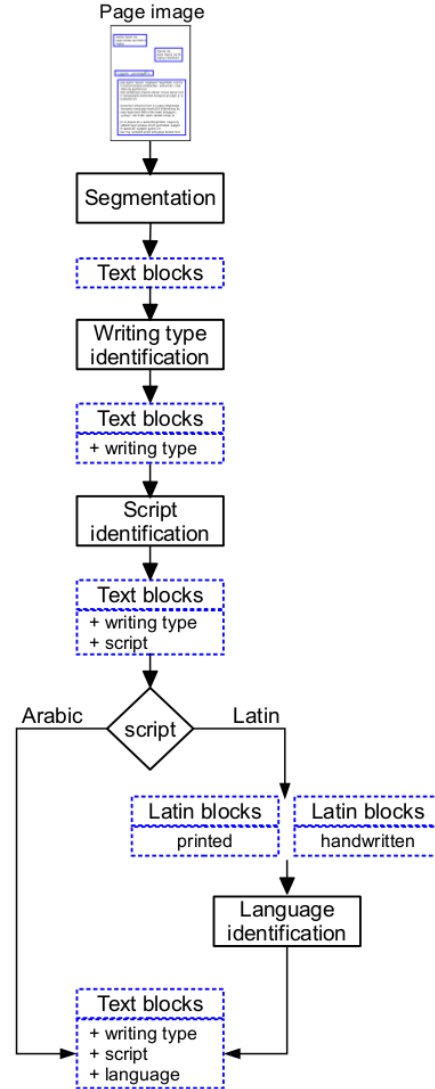 Page image
Segmentation
Text blocks
Writing type
identification
Text blocks
+ writing type
Script
identification
Text blocks
+ writing type
+ script
script
Arabic
Latin
Latin blocks
printed
Latin blocks
handwritten
Language
identification
Text blocks
+ writing type
+ script
+ language